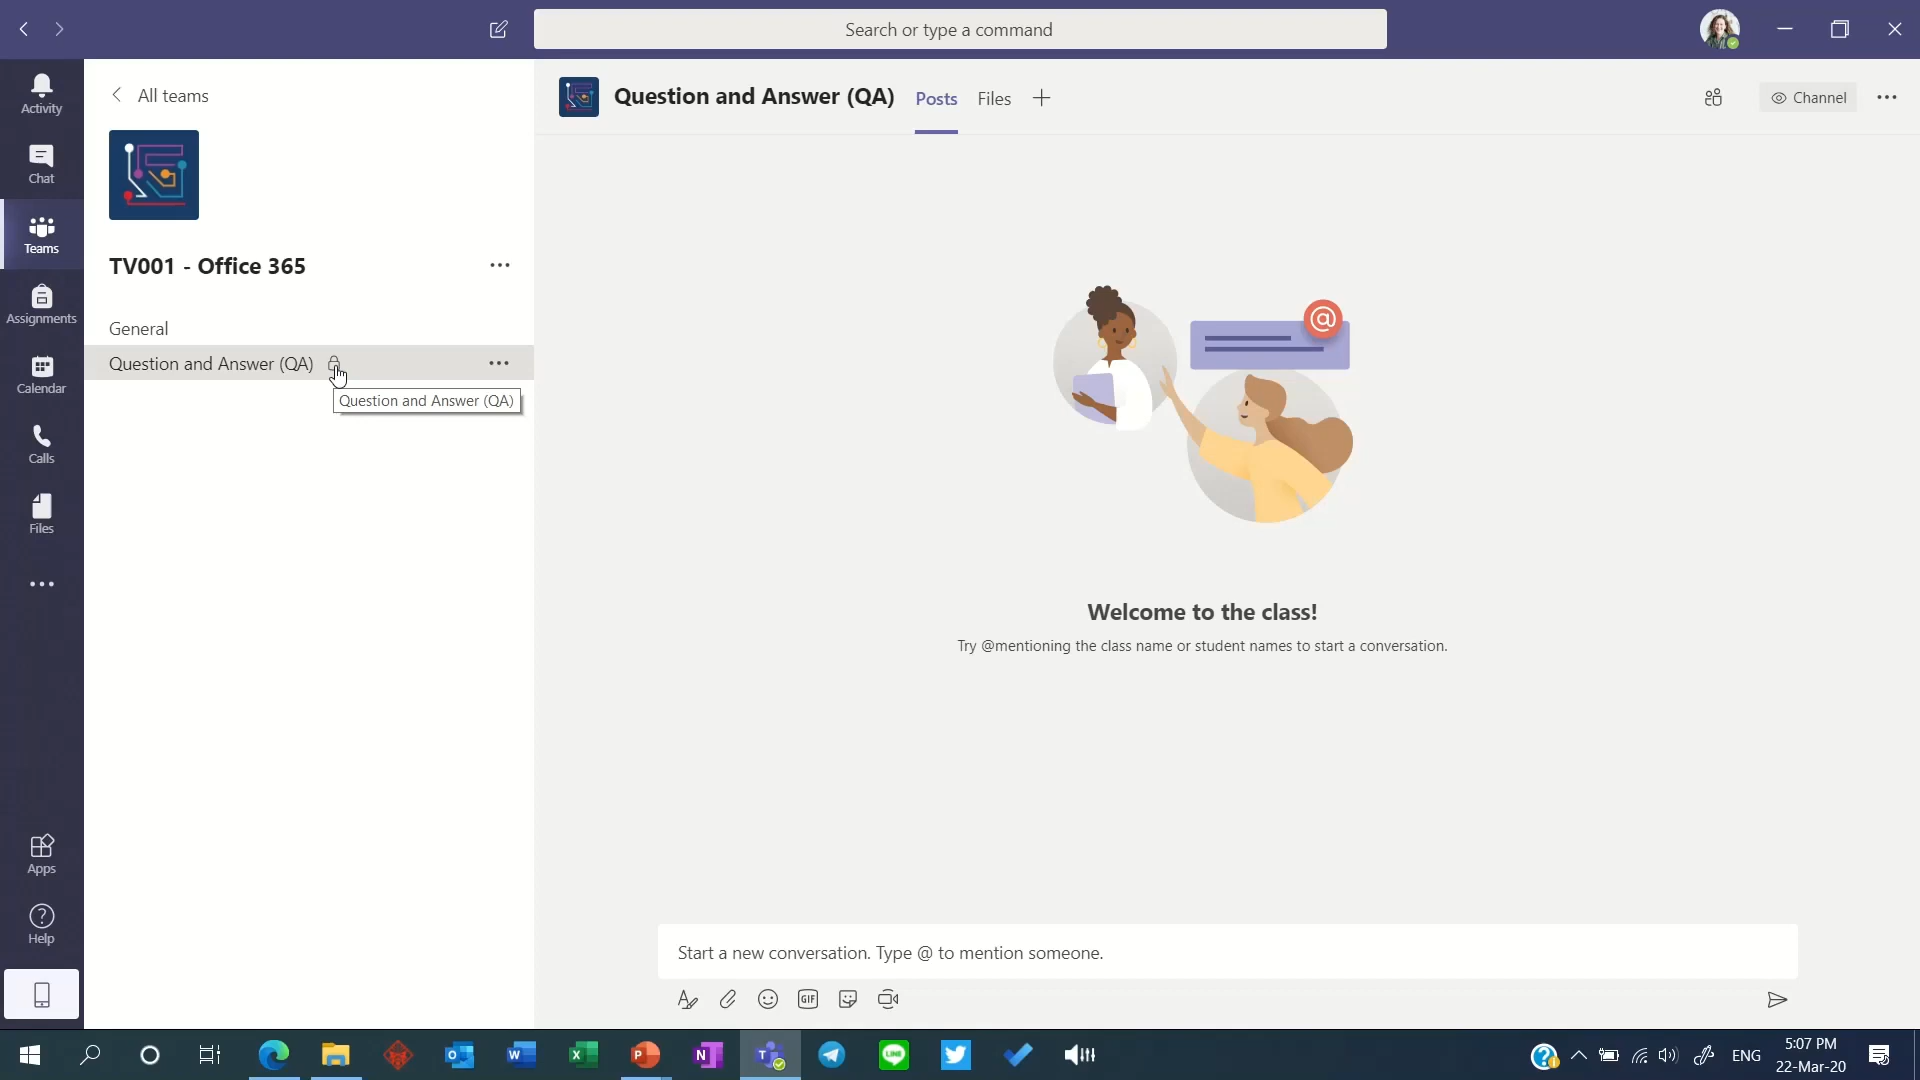 Search or type a command
Activity
Chat
Teams
Assignments
Calendar
Calls
Files
Apps
Help
All teams
TV001 - Office 365
General
Question and Answer (QA)
Question and Answer (QA)
Question and Answer (QA)
Posts
Files
Channel
@
Welcome to the class!
Try @mentioning the class name or student names to start a conversation.
Start a new conversation. Type @ to mention someone.
GIF
ENG
5:07 PM
22-Mar-20